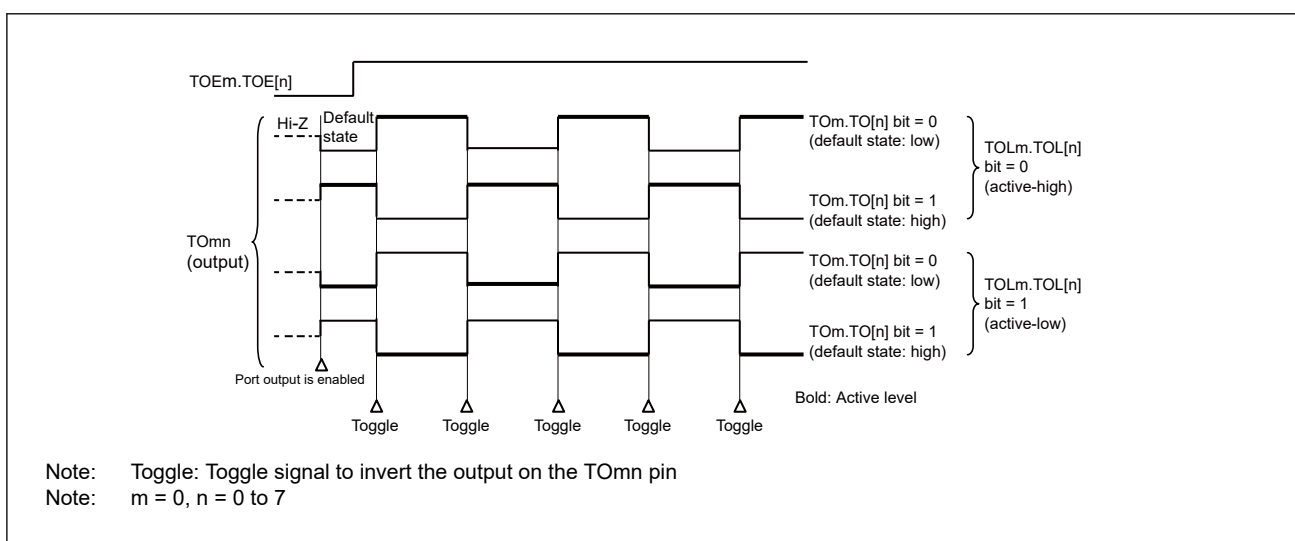 TOEm.TOE[n]
Hi-Z
Default
state
TOm.TO[n] bit = 0
(default state: low)
TOLm.TOL[n]
bit = 0
(active-high)
TOm.TO[n] bit = 1
(default state: high)
TOmn
(output)
TOm.TO[n] bit = 0
(default state: low)
TOLm.TOL[n]
bit = 1
(active-low)
TOm.TO[n] bit = 1
(default state: high)
Port output is enabled
Bold: Active level
Toggle Toggle Toggle Toggle Toggle
Note: Toggle: Toggle signal to invert the output on the TOmn pin
Note: m = 0, n = 0 to 7